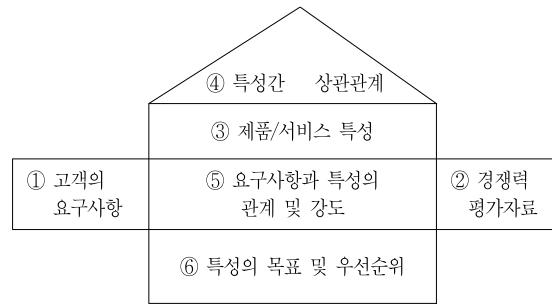 ④ 특성간 상관관계
③ 제품/서비스 특성
① 고객의
요구사항
⑤ 요구사항과 특성의
관계 및 강도
② 경쟁력
평가자료
⑥ 특성의 목표 및 우선순위